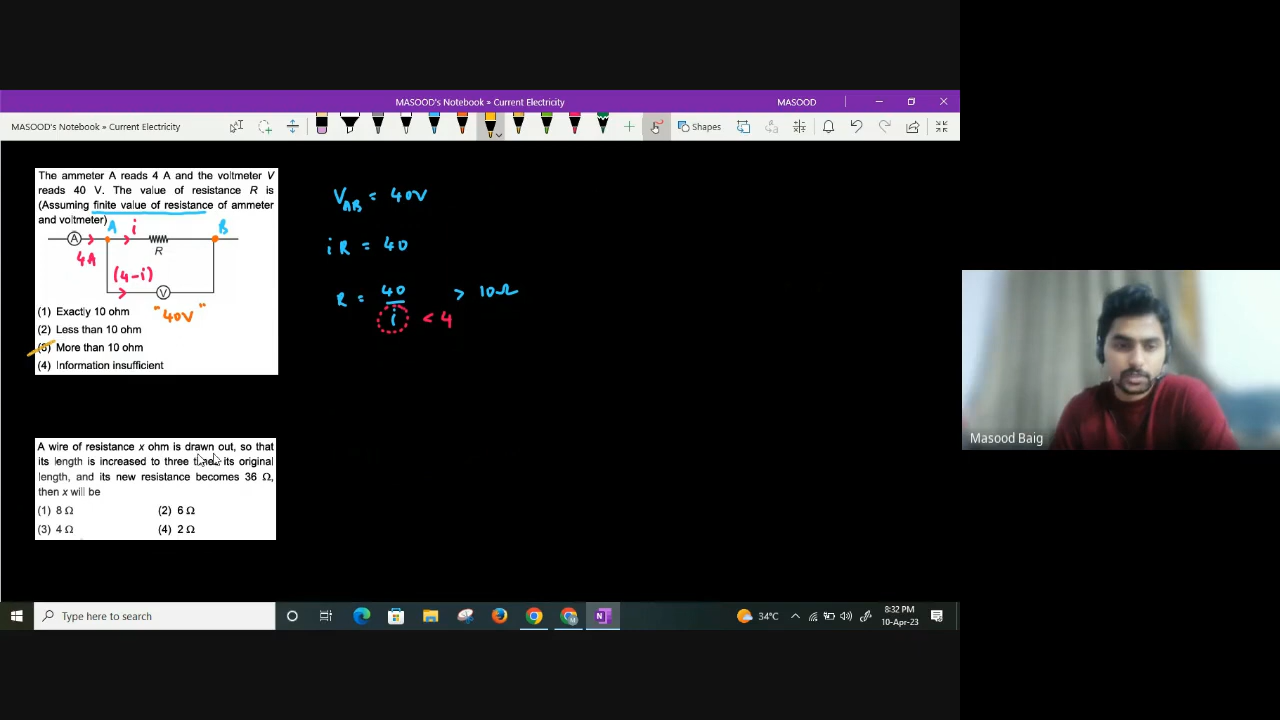 MASOOD's Notebook » Current Electricity
MASOOD
MASOOD's Notebook » Current Electricity
Shapes
The ammeter A reads 4 A and the voltmeter V
reads 40 V. The value of resistance R is
(Assuming finite value of resistance of ammeter
and voltmeter)
A
i
B
A
R
4A
(4-i)
V
"40V"
(1) Exactly 10 ohm
(2) Less than 10 ohm
(3) More than 10 ohm
(4) Information insufficient
V_AB = 40V
iR = 40
R = 40/i > 10Ω
< 4
A wire of resistance x ohm is drawn out, so that
its length is increased to three times its original
length, and its new resistance becomes 36 Ω,
then x will be
(1) 8 Ω (2) 6 Ω
(3) 4 Ω (4) 2 Ω
Masood Baig
Type here to search
34°C
8:32 PM
10-Apr-23